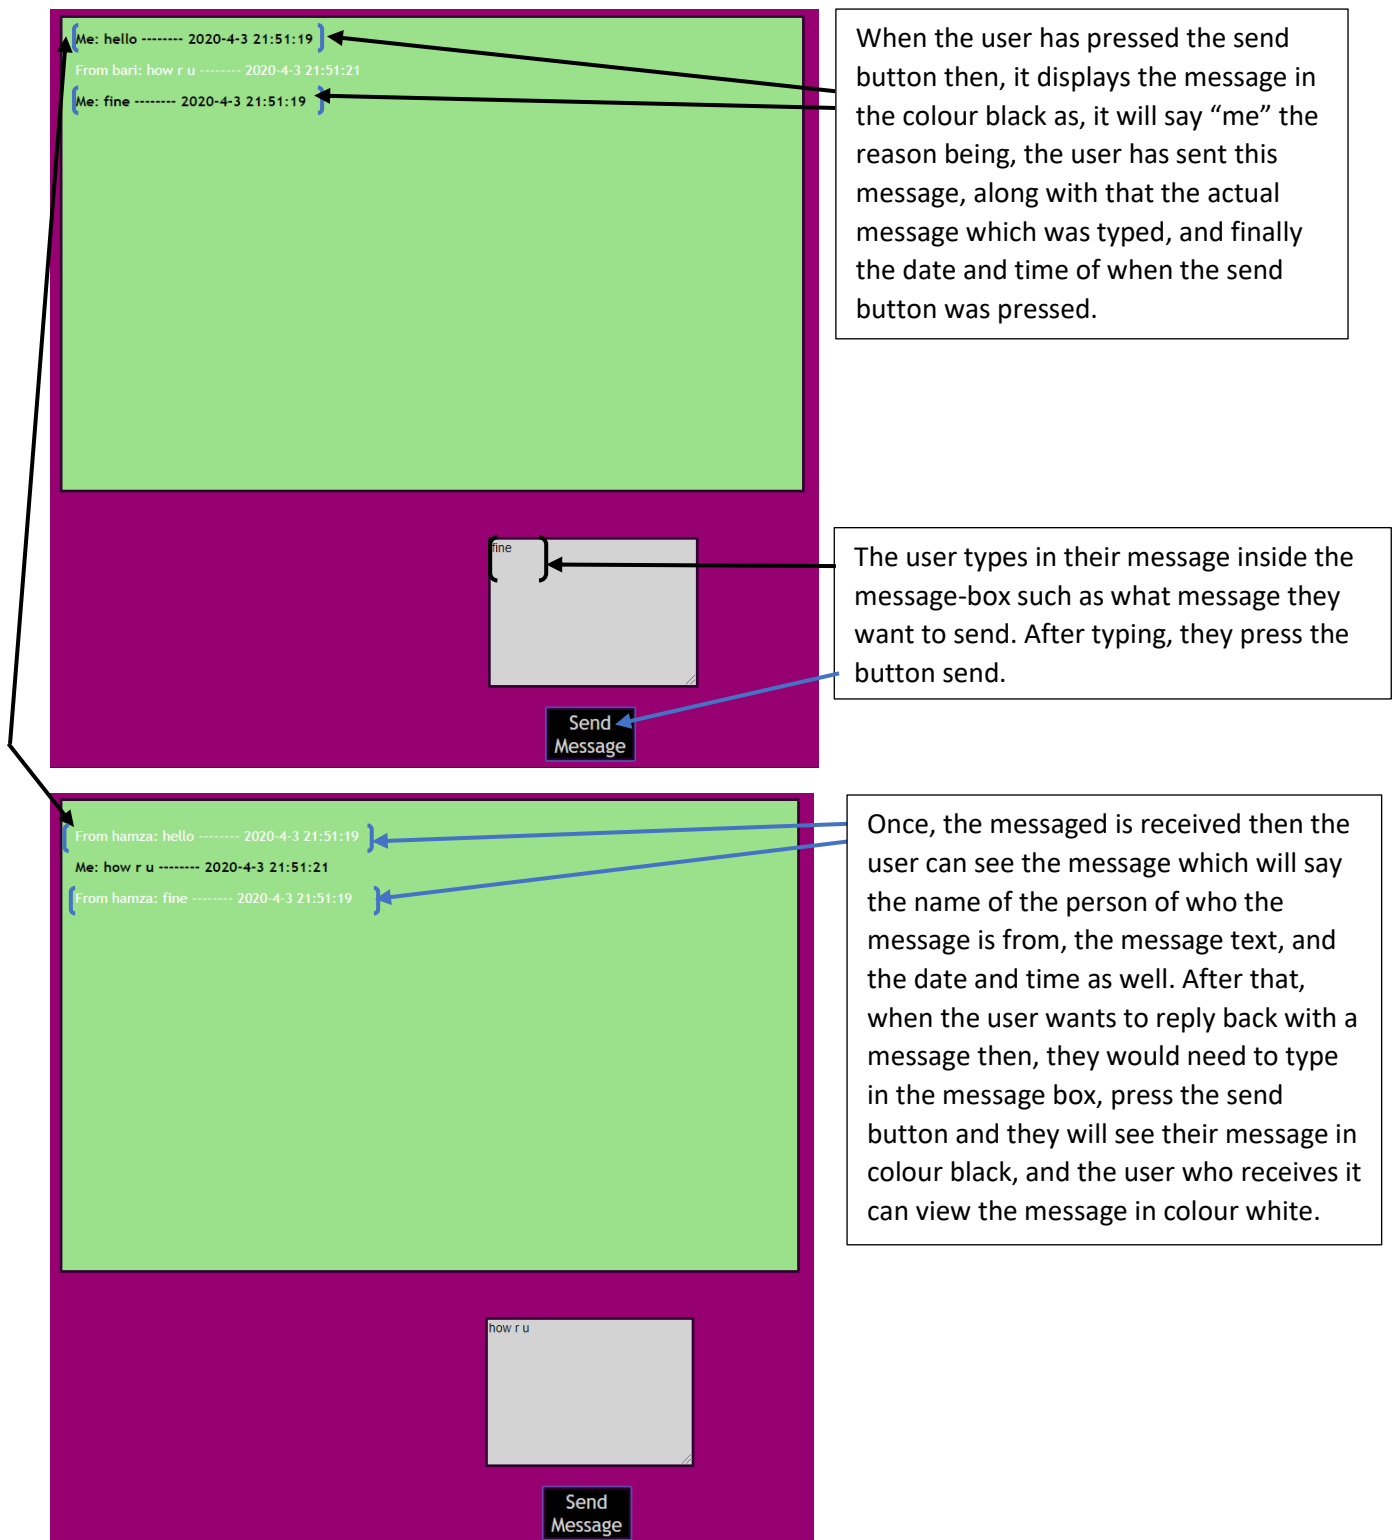 Me: hello -------- 2020-4-3 21:51:19
From bari: how r u -------- 2020-4-3 21:51:21
Me: fine -------- 2020-4-3 21:51:19
When the user has pressed the send
button then, it displays the message in
the colour black as, it will say “me” the
reason being, the user has sent this
message, along with that the actual
message which was typed, and finally
the date and time of when the send
button was pressed.
fine
The user types in their message inside the
message-box such as what message they
want to send. After typing, they press the
button send.
Send
Message
From hamza: hello -------- 2020-4-3 21:51:19
Me: how r u -------- 2020-4-3 21:51:21
From hamza: fine -------- 2020-4-3 21:51:19
Once, the messaged is received then the
user can see the message which will say
the name of the person of who the
message is from, the message text, and
the date and time as well. After that,
when the user wants to reply back with a
message then, they would need to type
in the message box, press the send
button and they will see their message in
colour black, and the user who receives it
can view the message in colour white.
how r u
Send
Message